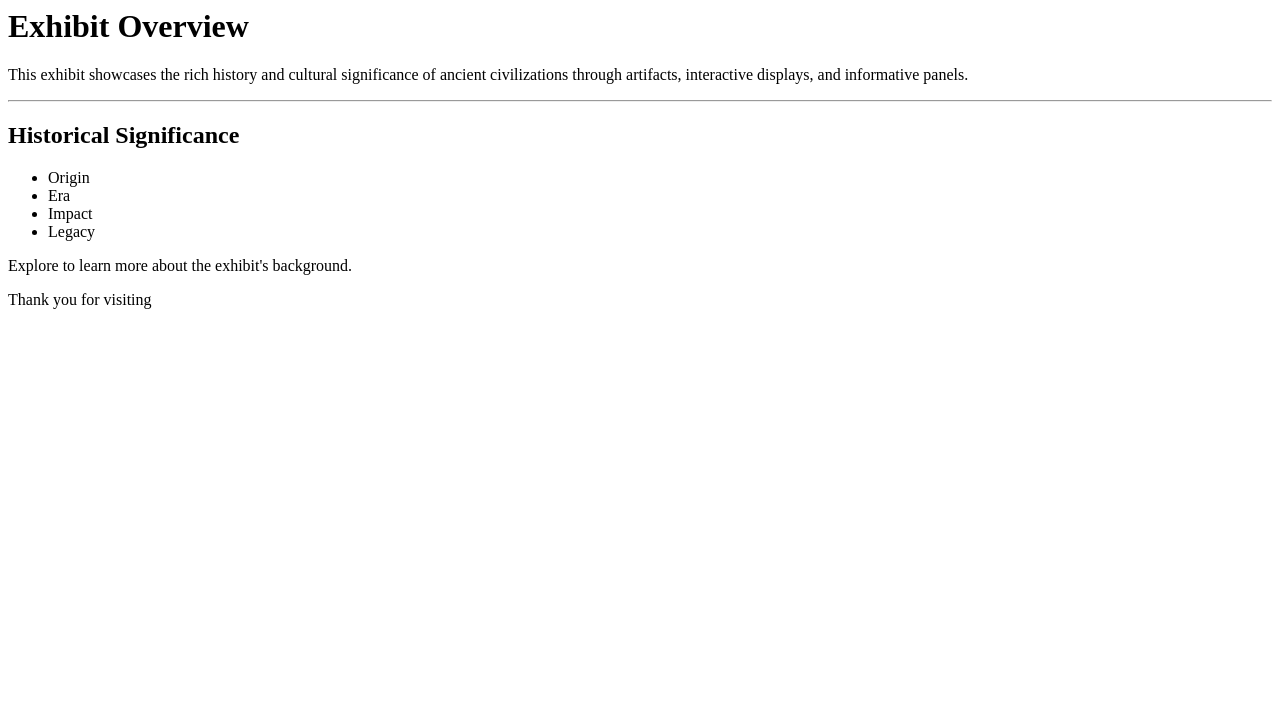 Exhibit Overview
This exhibit showcases the rich history and cultural significance of ancient civilizations through artifacts, interactive displays, and informative panels.
Historical Significance
Origin
Era
Impact
Legacy
Explore to learn more about the exhibit's background.
Thank you for visiting